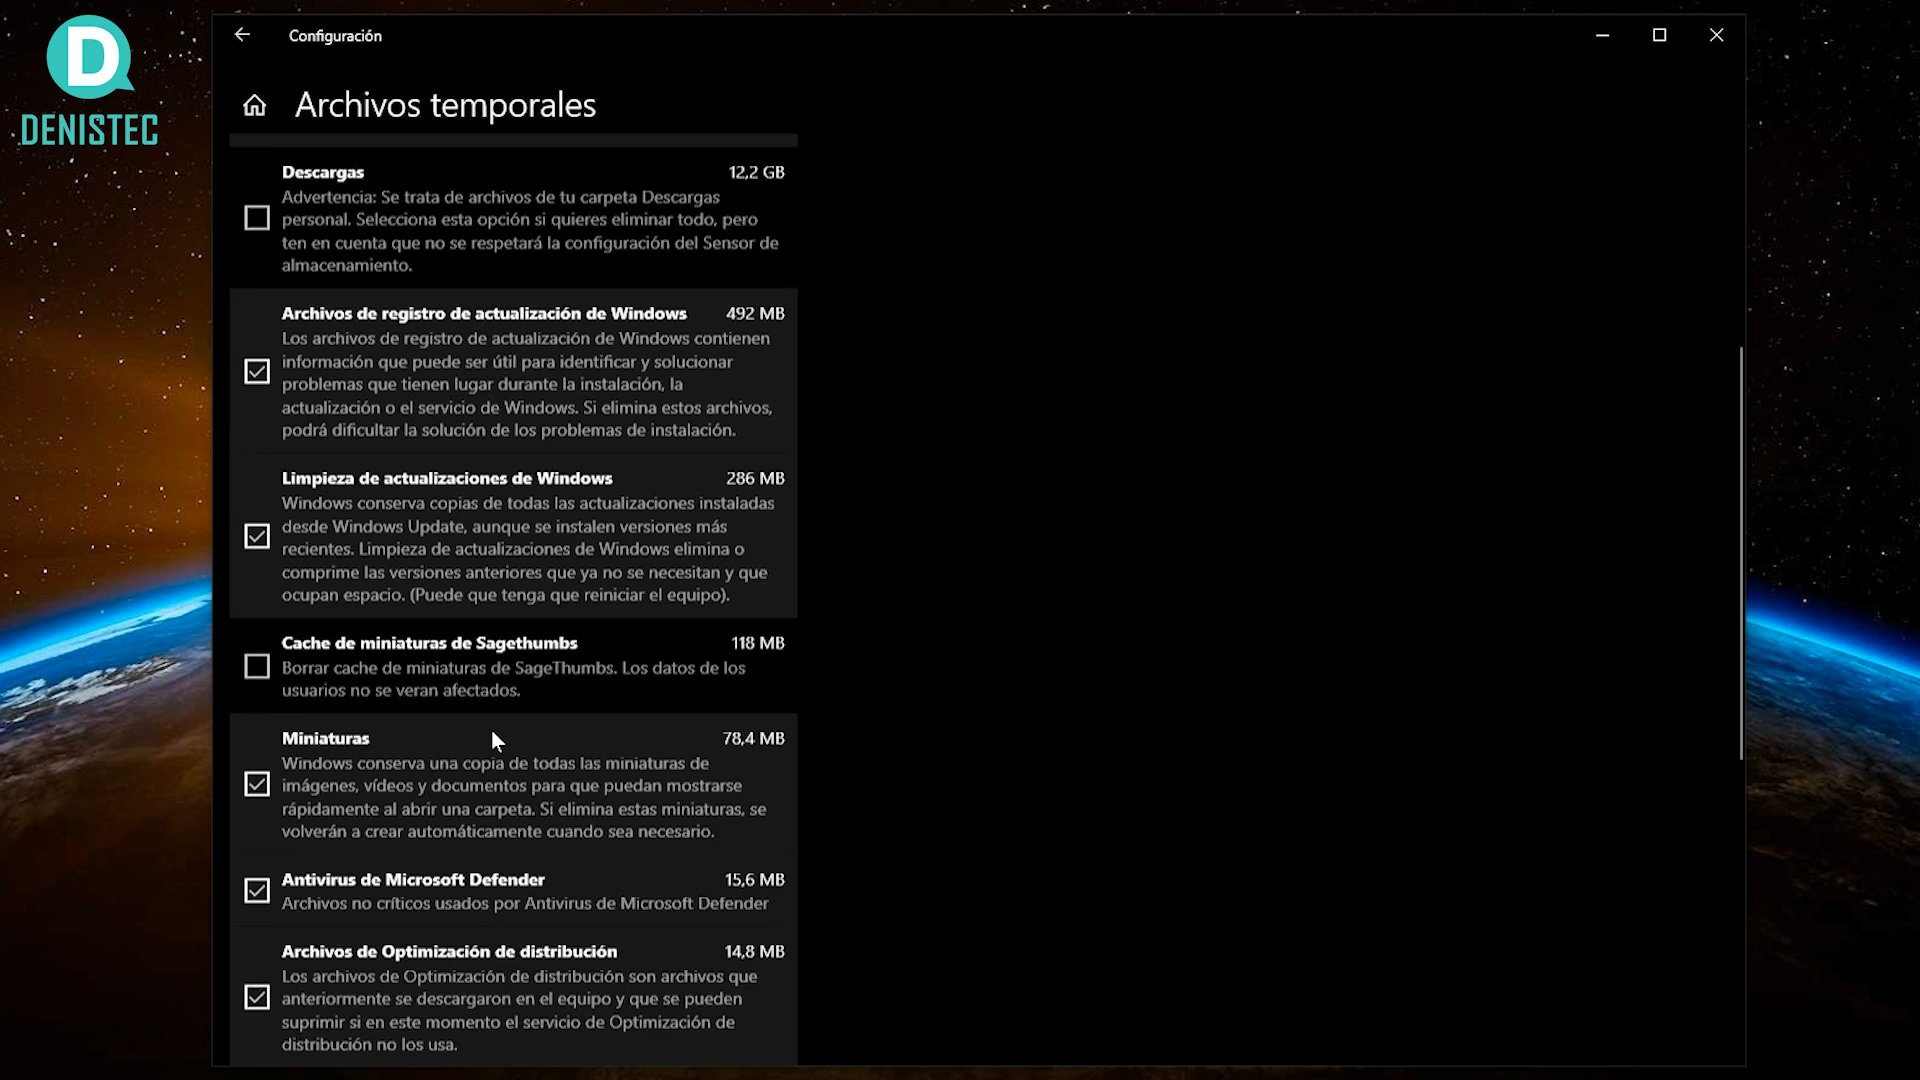 D
DENISTEC
Configuración
Archivos temporales
Descargas 12,2 GB
Advertencia: Se trata de archivos de tu carpeta Descargas
personal. Selecciona esta opción si quieres eliminar todo, pero
ten en cuenta que no se respetará la configuración del Sensor de
almacenamiento.
Archivos de registro de actualización de Windows 492 MB
Los archivos de registro de actualización de Windows contienen
información que puede ser útil para identificar y solucionar
problemas que tienen lugar durante la instalación, la
actualización o el servicio de Windows. Si elimina estos archivos,
podrá dificultar la solución de los problemas de instalación.
Limpieza de actualizaciones de Windows 286 MB
Windows conserva copias de todas las actualizaciones instaladas
desde Windows Update, aunque se instalen versiones más
recientes. Limpieza de actualizaciones de Windows elimina o
comprime las versiones anteriores que ya no se necesitan y que
ocupan espacio. (Puede que tenga que reiniciar el equipo).
Cache de miniaturas de Sagethumbs 118 MB
Borrar cache de miniaturas de SageThumbs. Los datos de los
usuarios no se veran afectados.
Miniaturas 78,4 MB
Windows conserva una copia de todas las miniaturas de
imágenes, vídeos y documentos para que puedan mostrarse
rápidamente al abrir una carpeta. Si elimina estas miniaturas, se
volverán a crear automáticamente cuando sea necesario.
Antivirus de Microsoft Defender 15,6 MB
Archivos no críticos usados por Antivirus de Microsoft Defender
Archivos de Optimización de distribución 14,8 MB
Los archivos de Optimización de distribución son archivos que
anteriormente se descargaron en el equipo y que se pueden
suprimir si en este momento el servicio de Optimización de
distribución no los usa.